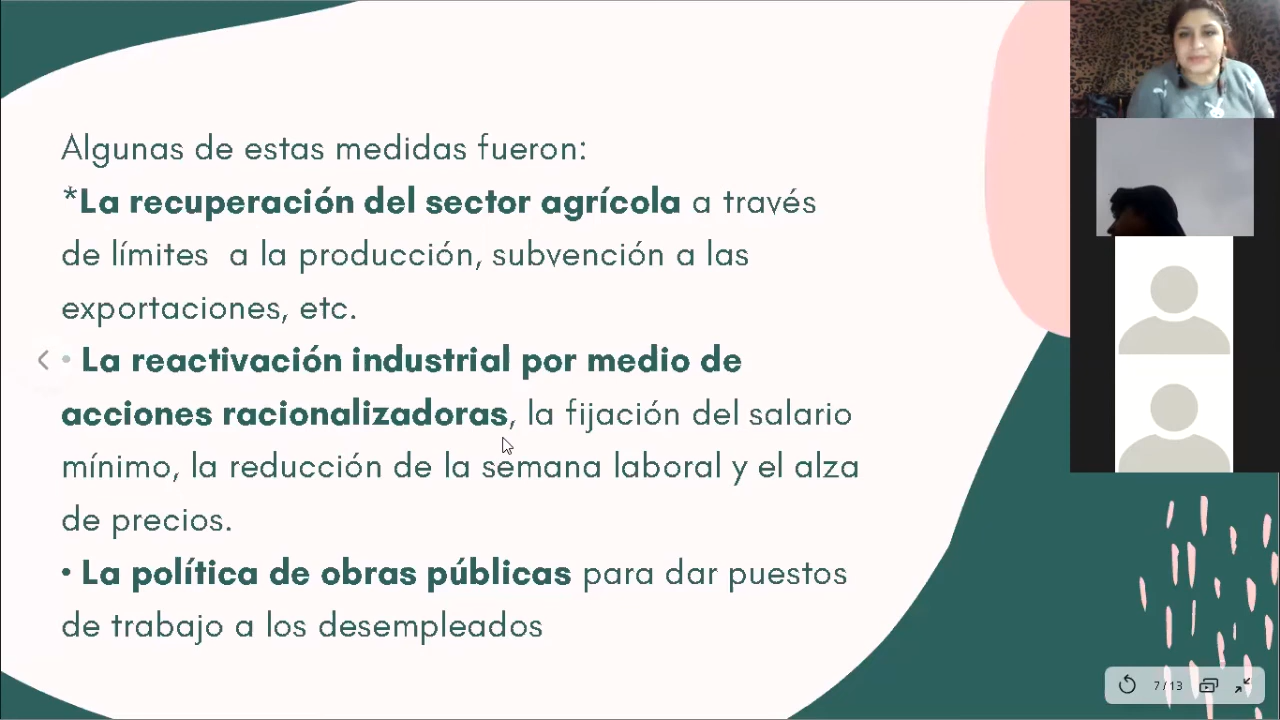 Algunas de estas medidas fueron:
*La recuperación del sector agrícola a través
de límites  a la producción, subvención a las
exportaciones, etc.
• La reactivación industrial por medio de
acciones racionalizadoras, la fijación del salario
mínimo, la reducción de la semana laboral y el alza
de precios.
• La política de obras públicas para dar puestos
de trabajo a los desempleados
7/13